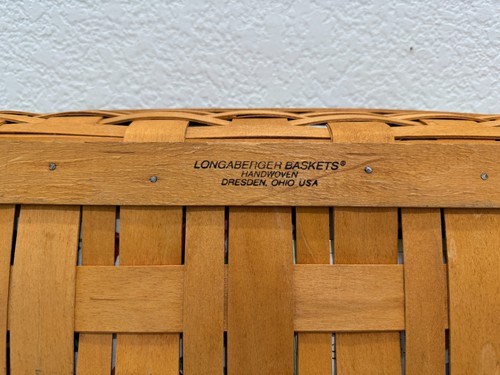 LONGABERGER BASKETS®
HANDWOVEN
DRESDEN, OHIO USA